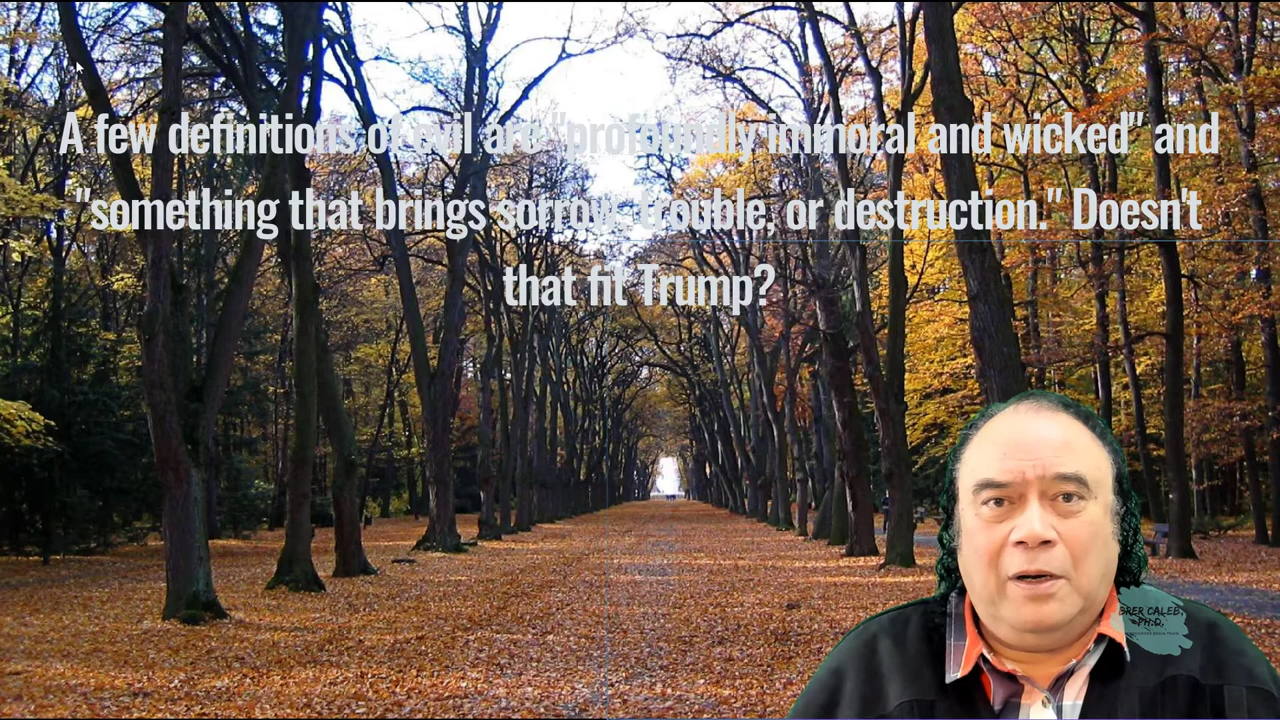 A few definitions of evil are "profoundly immoral and wicked" and
"something that brings sorrow, trouble, or destruction." Doesn't
that fit Trump?
BRER CALEB,
PH.D.